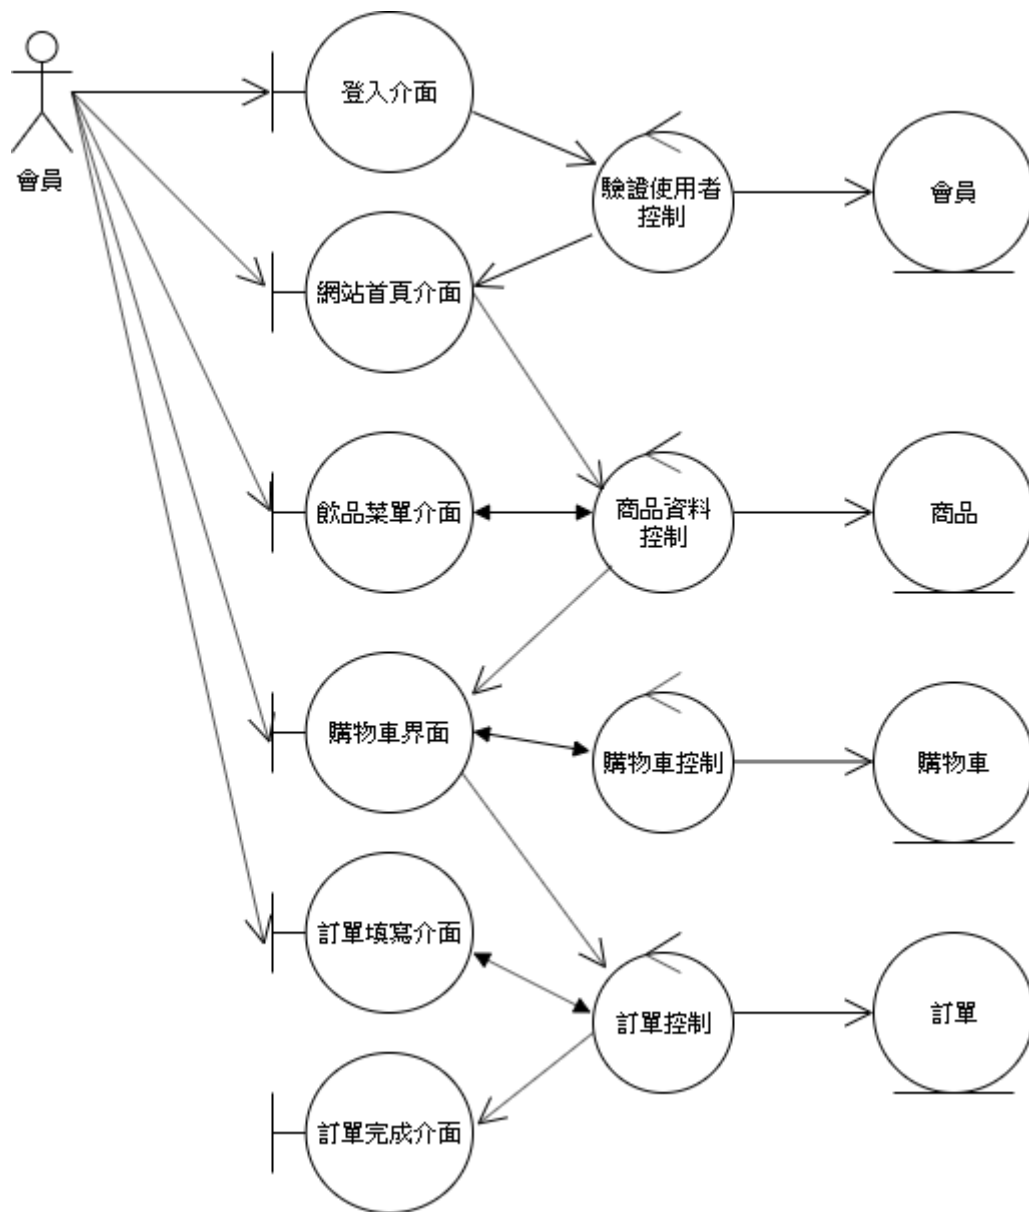 登入介面
會員
驗證使用者
控制
會員
網站首頁介面
飲品菜單介面
商品資料
控制
商品
購物車界面
購物車控制
購物車
訂單填寫介面
訂單控制
訂單
訂單完成介面